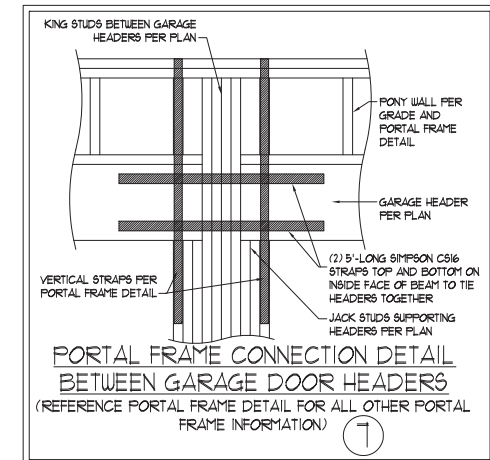 KING STUDS BETWEEN GARAGE
HEADERS PER PLAN
PONY WALL PER
GRADE AND
PORTAL FRAME
DETAIL
GARAGE HEADER
PER PLAN
(2) 5'-LONG SIMPSON CS16
STRAPS TOP AND BOTTOM ON
INSIDE FACE OF BEAM TO TIE
HEADERS TOGETHER
VERTICAL STRAPS PER
PORTAL FRAME DETAIL
JACK STUDS SUPPORTING
HEADERS PER PLAN
PORTAL FRAME CONNECTION DETAIL
BETWEEN GARAGE DOOR HEADERS
(REFERENCE PORTAL FRAME DETAIL FOR ALL OTHER PORTAL
FRAME INFORMATION)
7